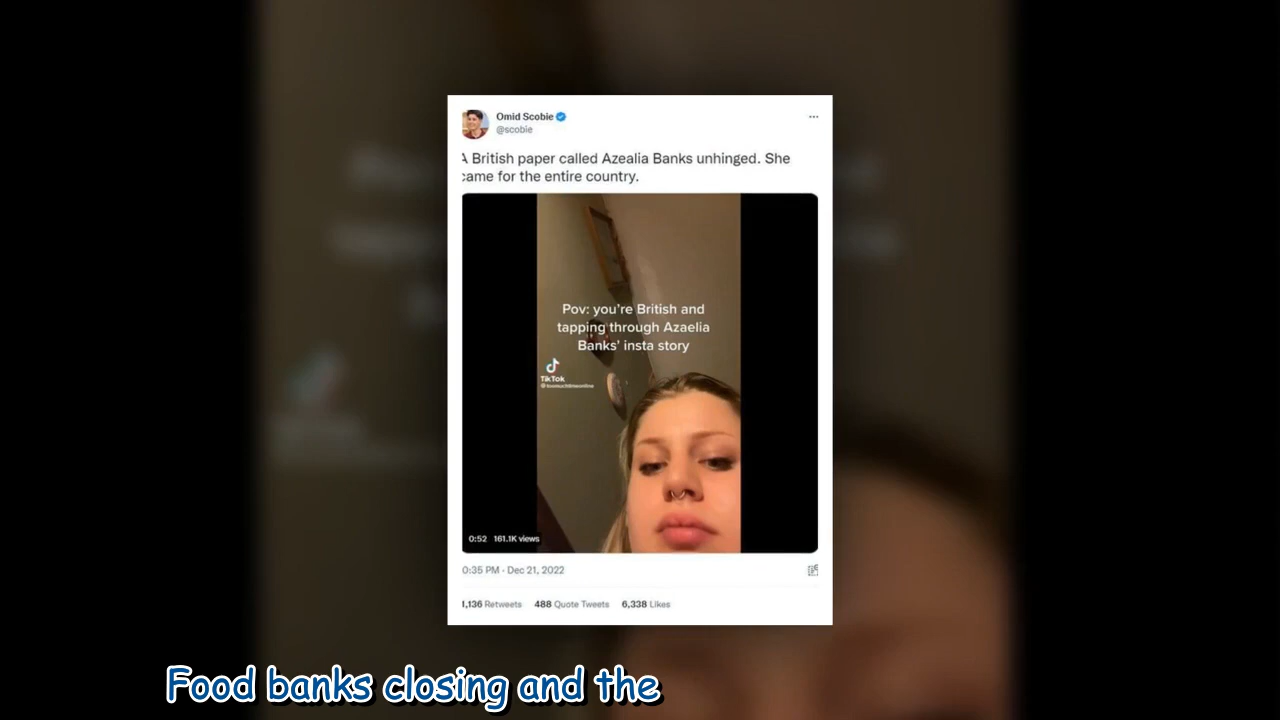 Omid Scobie
@scobie
A British paper called Azealia Banks unhinged. She
came for the entire country.
Pov: you're British and
tapping through Azaelia
Banks' insta story
TikTok
0:52 161.1K views
0:35 PM · Dec 21, 2022
1,136 Retweets 488 Quote Tweets 6,338 Likes
Food banks closing and the